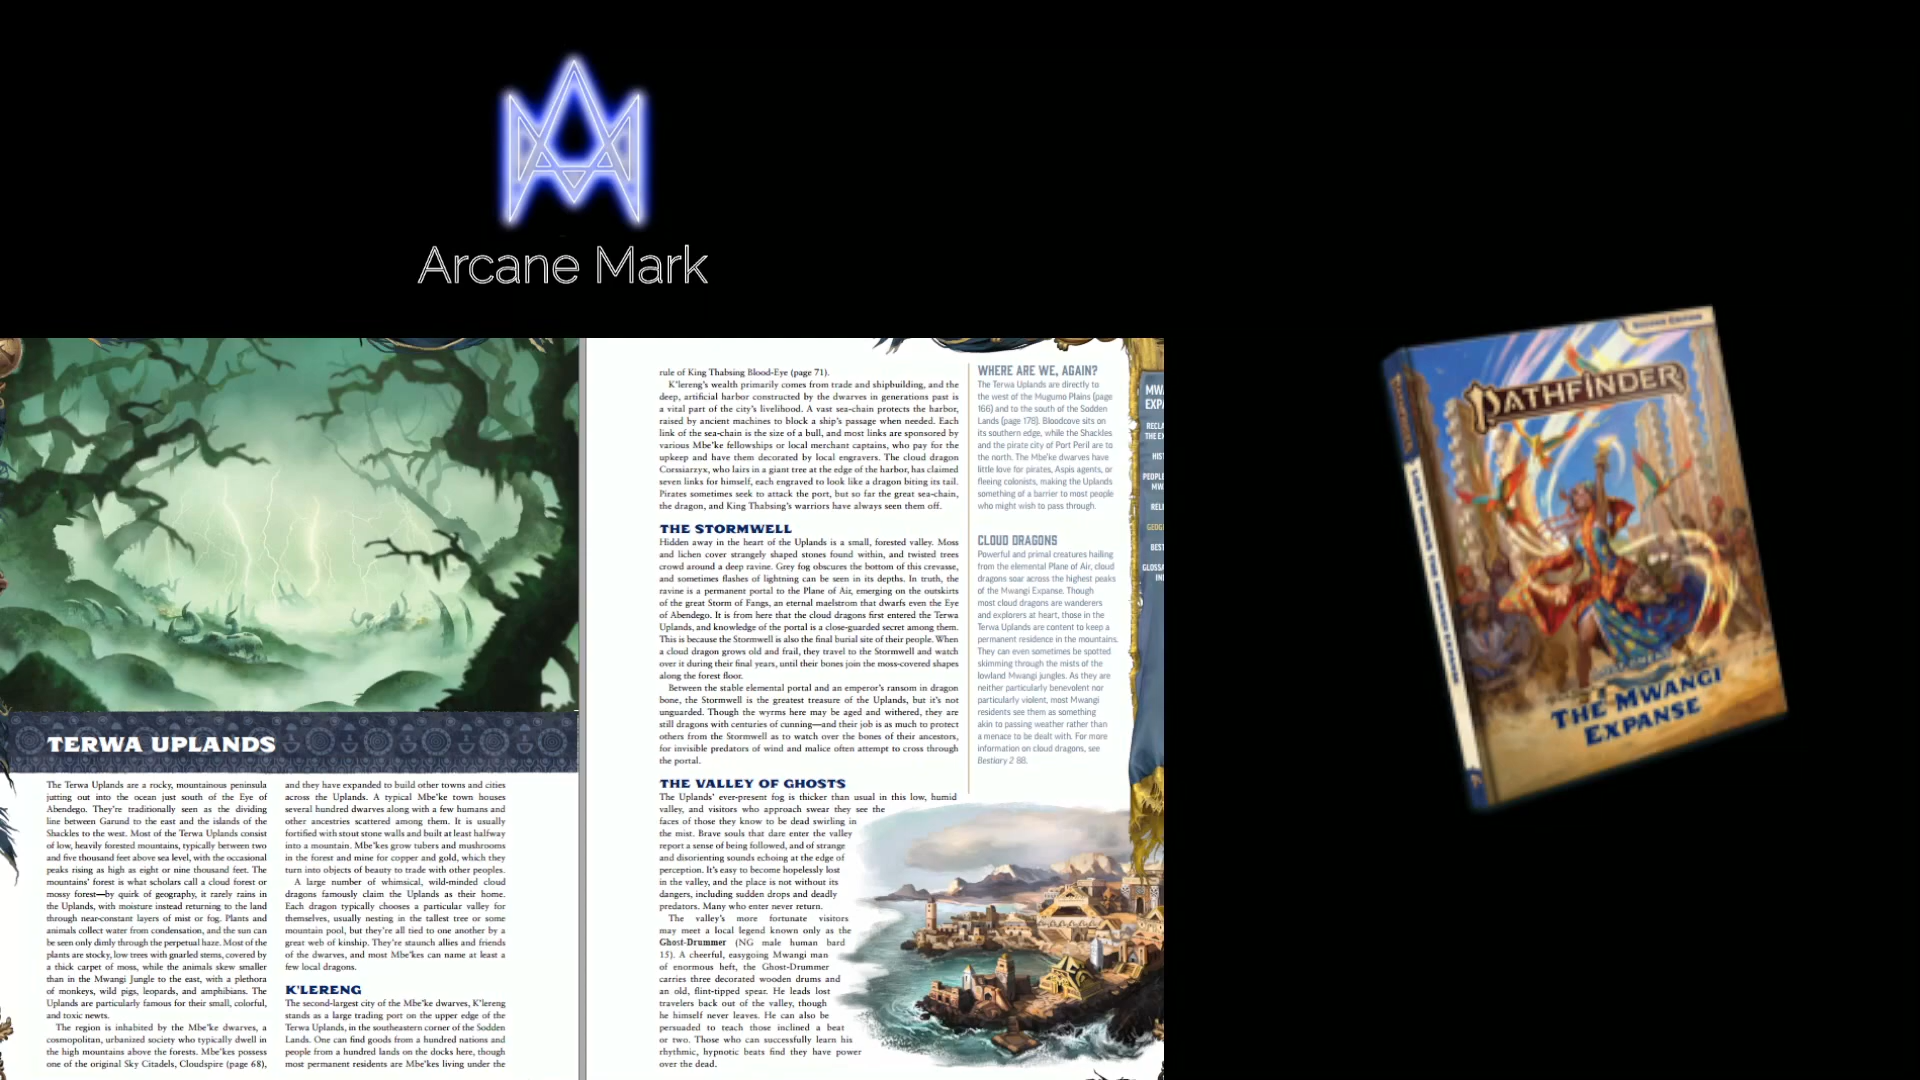 Arcane Mark
TERWA UPLANDS
The Terwa Uplands are a rocky, mountainous peninsula
jutting out into the ocean just south of the Eye of
Abendego. They're traditionally seen as the dividing
line between Garund to the east and the islands of the
Shackles to the west. Most of the Terwa Uplands consist
of low, heavily forested mountains, typically between two
and five thousand feet above sea level, with the occasional
peaks rising as high as eight or nine thousand feet. The
mountains' forest is what scholars call a cloud forest or
mossy forest—by quirk of geography, it rarely rains in
the Uplands, with moisture instead returning to the land
through near-constant layers of mist or fog. Plants and
animals collect water from condensation, and the sun can
be seen only dimly through the perpetual haze. Most of the
plants are stocky, low trees with gnarled stems, covered by
a thick carpet of moss, while the animals skew smaller
than in the Mwangi Jungle to the east, with a plethora
of monkeys, wild pigs, leopards, and amphibians. The
Uplands are particularly famous for their small, colorful,
and toxic newts.
The region is inhabited by the Mbe'ke dwarves, a
cosmopolitan, urbanized society who typically dwell in
the high mountains above the forests. Mbe'kes possess
one of the original Sky Citadels, Cloudspire (page 68),
and they have expanded to build other towns and cities
across the Uplands. A typical Mbe'ke town houses
several hundred dwarves along with a few humans and
other ancestries scattered among them. It is usually
fortified with stout stone walls and built at least halfway
into a mountain. Mbe'kes grow tubers and mushrooms
in the forest and mine for copper and gold, which they
turn into objects of beauty to trade with other peoples.
A large number of whimsical, wild-minded cloud
dragons famously claim the Uplands as their home.
Each dragon typically chooses a particular valley for
themselves, usually nesting in the tallest tree or some
mountain pool, but they're all tied to one another by a
great web of kinship. They're staunch allies and friends
of the dwarves, and most Mbe'kes can name at least a
few local dragons.
K'LERENG
The second-largest city of the Mbe'ke dwarves, K'lereng
stands as a large trading port on the upper edge of the
Terwa Uplands, in the southeastern corner of the Sodden
Lands. One can find goods from a hundred nations and
people from a hundred lands on the docks here, though
most permanent residents are Mbe'kes living under the
rule of King Thabsing Blood-Eye (page 71).
K'lereng's wealth primarily comes from trade and shipbuilding, and the
deep, artificial harbor constructed by the dwarves in generations past is
a vital part of the city's livelihood. A vast sea-chain protects the harbor,
raised by ancient machines to block a ship's passage when needed. Each
link of the sea-chain is the size of a bull, and most links are sponsored by
various Mbe'ke fellowships or local merchant captains, who pay for the
upkeep and have them decorated by local engravers. The cloud dragon
Corssiarzyx, who lairs in a giant tree at the edge of the harbor, has claimed
seven links for himself, each engraved to look like a dragon biting its tail.
Pirates sometimes seek to attack the port, but so far the great sea-chain,
the dragon, and King Thabsing's warriors have always seen them off.
THE STORMWELL
Hidden away in the heart of the Uplands is a small, forested valley. Moss
and lichen cover strangely shaped stones found within, and twisted trees
crowd around a deep ravine. Grey fog obscures the bottom of this crevasse,
and sometimes flashes of lightning can be seen in its depths. In truth, the
ravine is a permanent portal to the Plane of Air, emerging on the outskirts
of the great Storm of Fangs, an eternal maelstrom that dwarfs even the Eye
of Abendego. It is from here that the cloud dragons first entered the Terwa
Uplands, and knowledge of the portal is a close-guarded secret among them.
This is because the Stormwell is also the final burial site of their people. When
a cloud dragon grows old and frail, they travel to the Stormwell and watch
over it during their final years, until their bones join the moss-covered shapes
along the forest floor.
Between the stable elemental portal and an emperor's ransom in dragon
bone, the Stormwell is the greatest treasure of the Uplands, but it's not
unguarded. Though the wyrms here may be aged and withered, they are
still dragons with centuries of cunning—and their job is as much to protect
others from the Stormwell as to watch over the bones of their ancestors,
for invisible predators of wind and malice often attempt to cross through
the portal.
THE VALLEY OF GHOSTS
The Uplands' ever-present fog is thicker than usual in this low, humid
valley, and visitors who approach swear they see the
faces of those they know to be dead swirling in
the mist. Brave souls that dare enter the valley
report a sense of being followed, and of strange
and disorienting sounds echoing at the edge of
perception. It's easy to become hopelessly lost
in the valley, and the place is not without its
dangers, including sudden drops and deadly
predators. Many who enter never return.
The valley's more fortunate visitors
may meet a local legend known only as the
Ghost-Drummer (NG male human bard
15). A cheerful, easygoing Mwangi man
of enormous heft, the Ghost-Drummer
carries three decorated wooden drums and
an old, flint-tipped spear. He leads lost
travelers back out of the valley, though
he himself never leaves. He can also be
persuaded to teach those inclined a beat
or two. Those who can successfully learn his
rhythmic, hypnotic beats find they have power
over the dead.
WHERE ARE WE, AGAIN?
The Terwa Uplands are directly to
the west of the Mugumo Plains (page
166) and to the south of the Sodden
Lands (page 178). Bloodcove sits on
its southern edge, while the Shackles
and the pirate city of Port Peril are to
the north. The Mbe'ke dwarves have
little love for pirates, Aspis agents, or
fleeing colonists, making the Uplands
something of a barrier to most people
who might wish to pass through.
CLOUD DRAGONS
Powerful and primal creatures hailing
from the elemental Plane of Air, cloud
dragons soar across the highest peaks
of the Mwangi Expanse. Though
most cloud dragons are wanderers
and explorers at heart, those in the
Terwa Uplands are content to keep a
permanent residence in the mountains.
They can even sometimes be spotted
skimming through the mists of the
lowland Mwangi jungles. As they are
neither particularly benevolent nor
particularly violent, most Mwangi
residents see them as something
akin to passing weather rather than
a menace to be dealt with. For more
information on cloud dragons, see
Bestiary 2 88.
PATHFINDER
THE MWANGI
EXPANSE